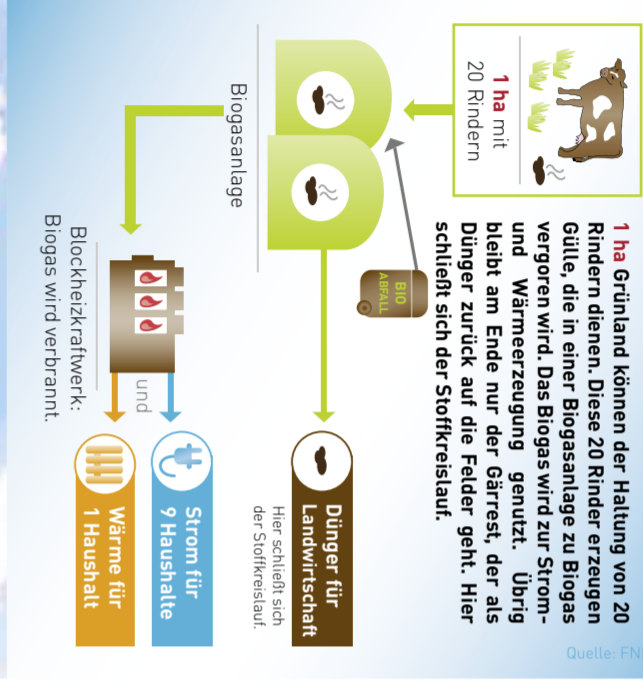 1 ha mit
20 Rindern
1 ha Grünland können der Haltung von 20
Rindern dienen. Diese 20 Rinder erzeugen
Gülle, die in einer Biogasanlage zu Biogas
vergoren wird. Das Biogas wird zur Strom-
und Wärmeerzeugung genutzt. Übrig
bleibt am Ende nur der Gärrest, der als
Dünger zurück auf die Felder geht. Hier
schließt sich der Stoffkreislauf.
BIO
ABFALL
Biogasanlage
Dünger für
Landwirtschaft
Hier schließt sich
der Stoffkreislauf.
Blockheizkraftwerk:
Biogas wird verbrannt.
und
Strom für
9 Haushalte
Wärme für
1 Haushalt
Quelle: FN